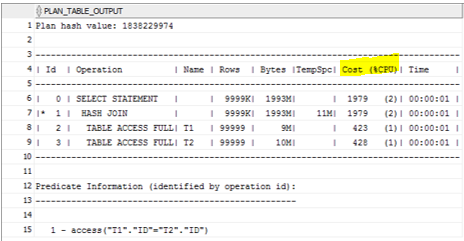 PLAN_TABLE_OUTPUT
1 Plan hash value: 1838229974
2
3 --------------------------------------------------------------------------------
4 | Id | Operation | Name | Rows | Bytes |TempSpc| Cost (%CPU)| Time |
5 --------------------------------------------------------------------------------
6 | 0 | SELECT STATEMENT | | 9999K| 1993M| | 1979 (2)| 00:00:01 |
7 |* 1 | HASH JOIN | | 9999K| 1993M| 11M| 1979 (2)| 00:00:01 |
8 | 2 | TABLE ACCESS FULL| T1 | 99999 | 9M| | 423 (1)| 00:00:01 |
9 | 3 | TABLE ACCESS FULL| T2 | 99999 | 10M| | 428 (1)| 00:00:01 |
10 --------------------------------------------------------------------------------
11
12 Predicate Information (identified by operation id):
13 ---------------------------------------------------
14
15 1 - access("T1"."ID"="T2"."ID")